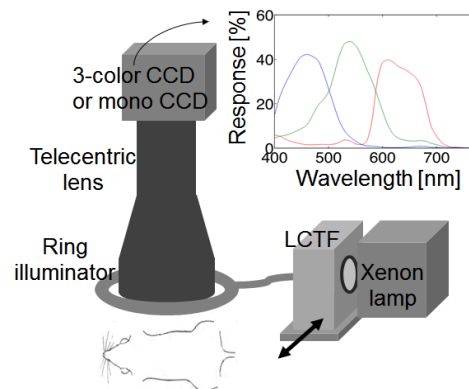 3-color CCD
or mono CCD
Telecentric
lens
Ring
illuminator
Response [%]
60
40
20
0
400
500
600
700
Wavelength [nm]
LCTF
Xenon
lamp